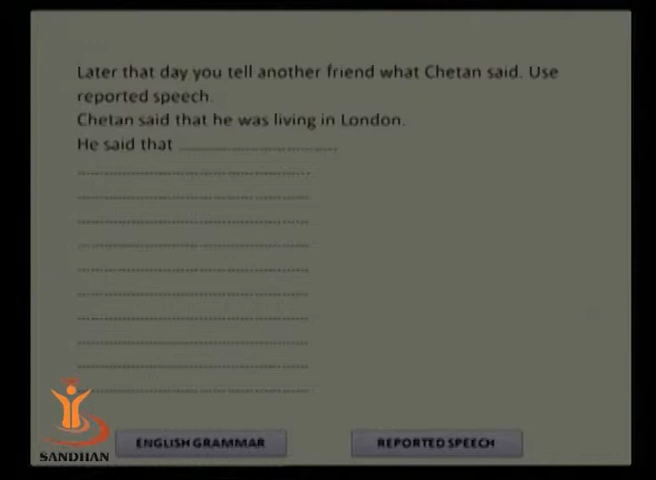 Later that day you tell another friend what Chetan said. Use
reported speech.
Chetan said that he was living in London.
He said that ................................
................................
................................
................................
................................
................................
................................
................................
................................
................................
................................
SANDHAN
ENGLISH GRAMMAR
REPORTED SPEECH